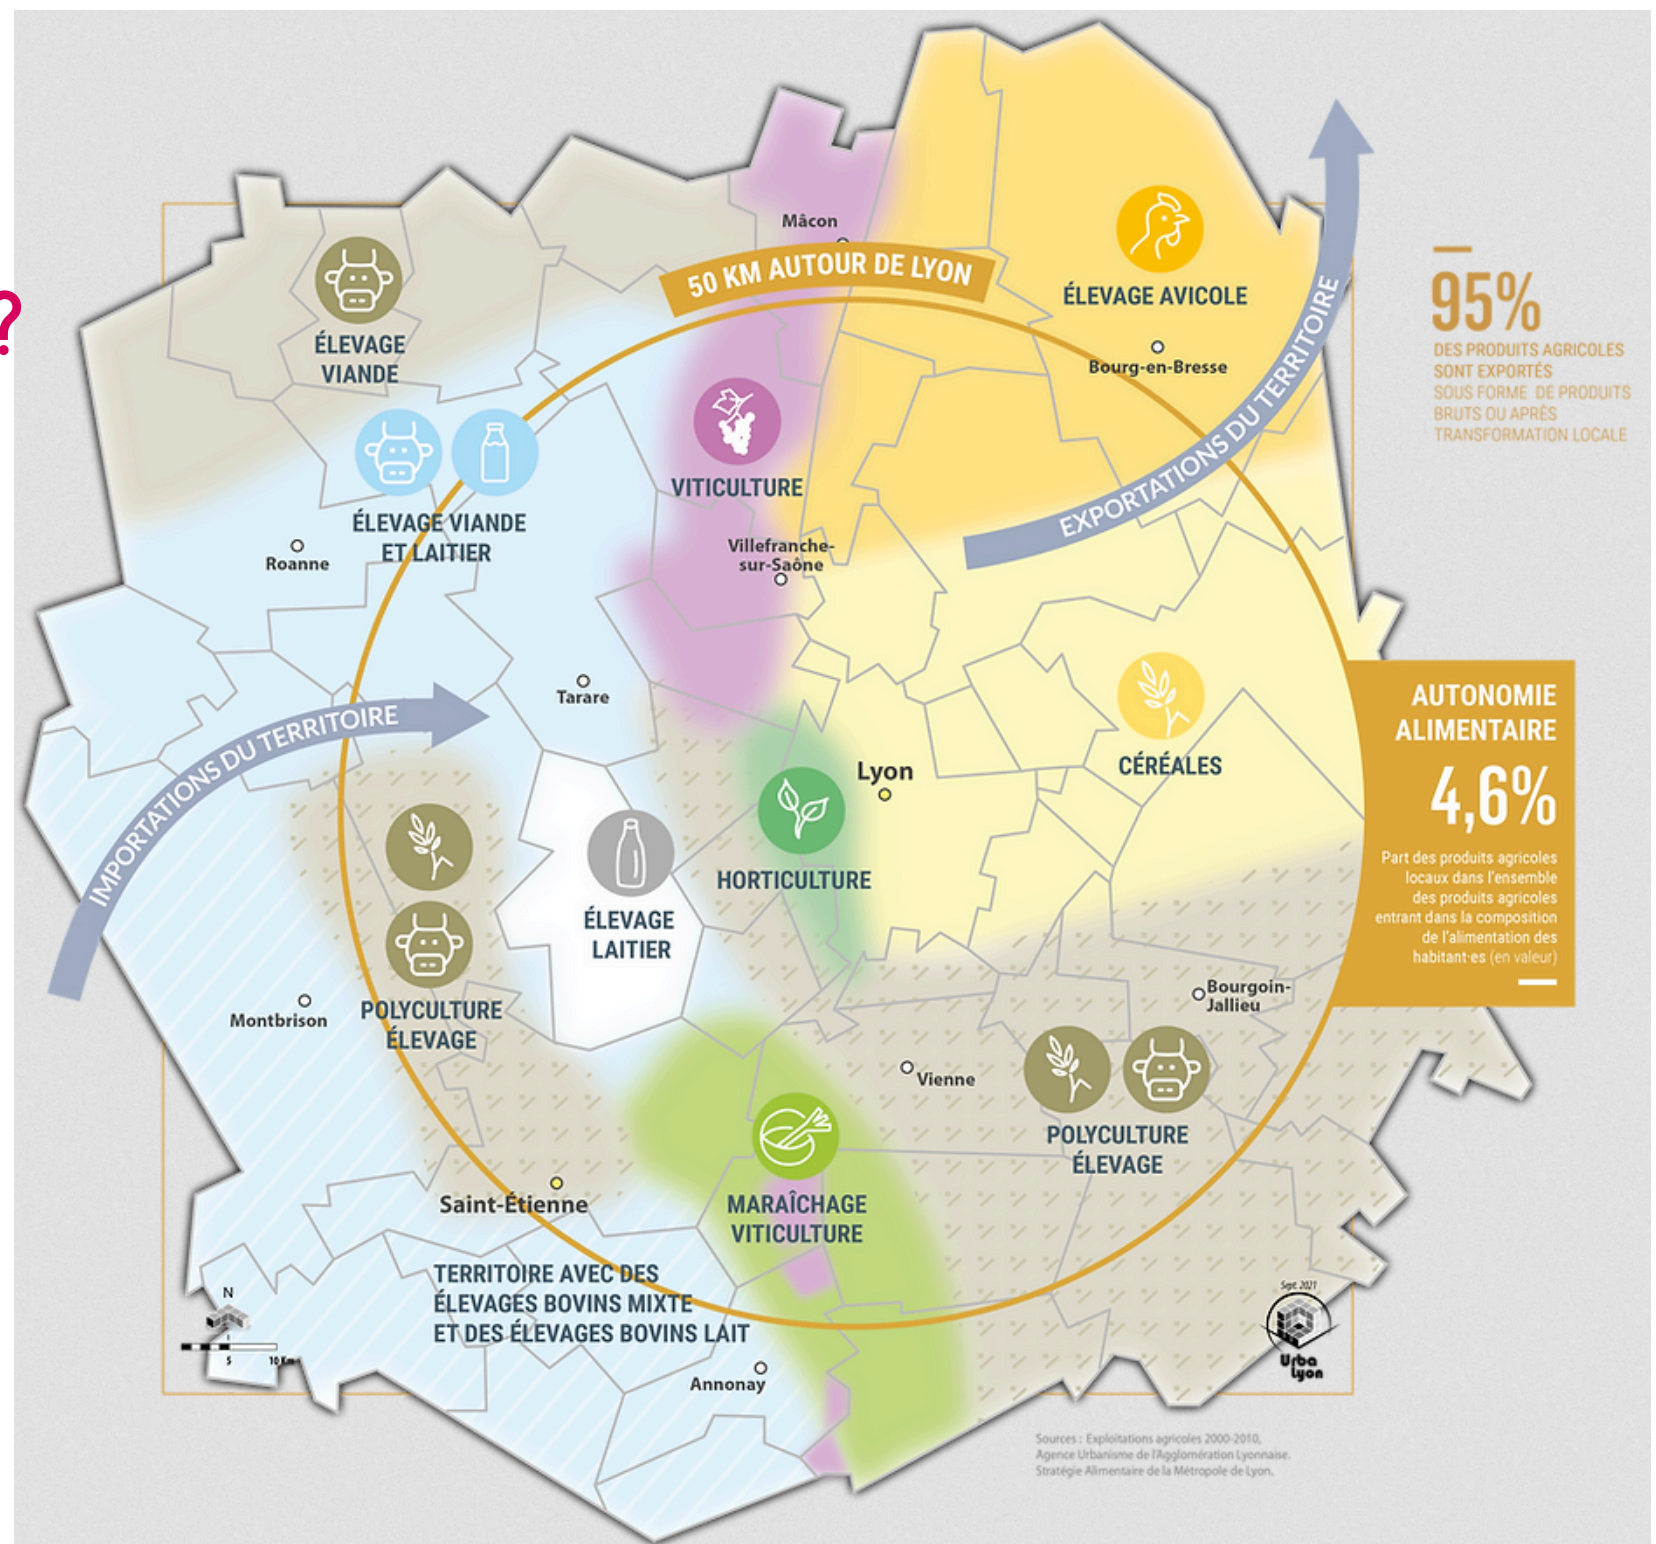 ?
Mâcon
50 KM AUTOUR DE LYON
ÉLEVAGE AVICOLE
Bourg-en-Bresse
EXPORTATIONS DU TERRITOIRE
95%
DES PRODUITS AGRICOLES
SONT EXPORTÉS
SOUS FORME DE PRODUITS
BRUTS OU APRÈS
TRANSFORMATION LOCALE
ÉLEVAGE
VIANDE
ÉLEVAGE VIANDE
ET LAITIER
Roanne
VITICULTURE
Villefranche-
sur-Saône
Tarare
IMPORTATIONS DU TERRITOIRE
Lyon
CÉRÉALES
AUTONOMIE
ALIMENTAIRE
4,6%
Part des produits agricoles
locaux dans l'ensemble
des produits agricoles
entrant dans la composition
de l'alimentation des
habitant·es (en valeur)
HORTICULTURE
ÉLEVAGE
LAITIER
Montbrison
POLYCULTURE
ÉLEVAGE
Bourgoin-
Jallieu
Vienne
POLYCULTURE
ÉLEVAGE
MARAÎCHAGE
VITICULTURE
Saint-Étienne
TERRITOIRE AVEC DES
ÉLEVAGES BOVINS MIXTE
ET DES ÉLEVAGES BOVINS LAIT
Annonay
N
5 10 Km
Sept. 2021
Urba
Lyon
Sources : Exploitations agricoles 2000-2010,
Agence Urbanisme de l'Agglomération Lyonnaise.
Stratégie Alimentaire de la Métropole de Lyon.